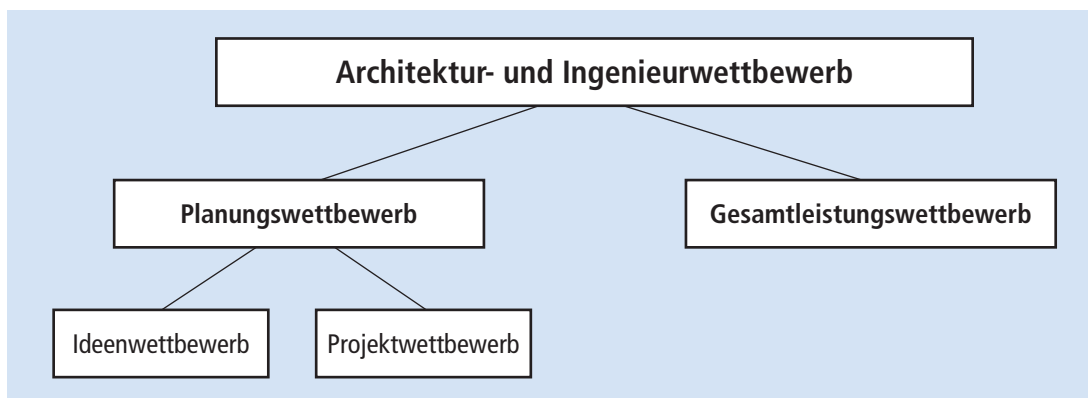 Architektur- und Ingenieurwettbewerb
Planungswettbewerb
Gesamtleistungswettbewerb
Ideenwettbewerb
Projektwettbewerb